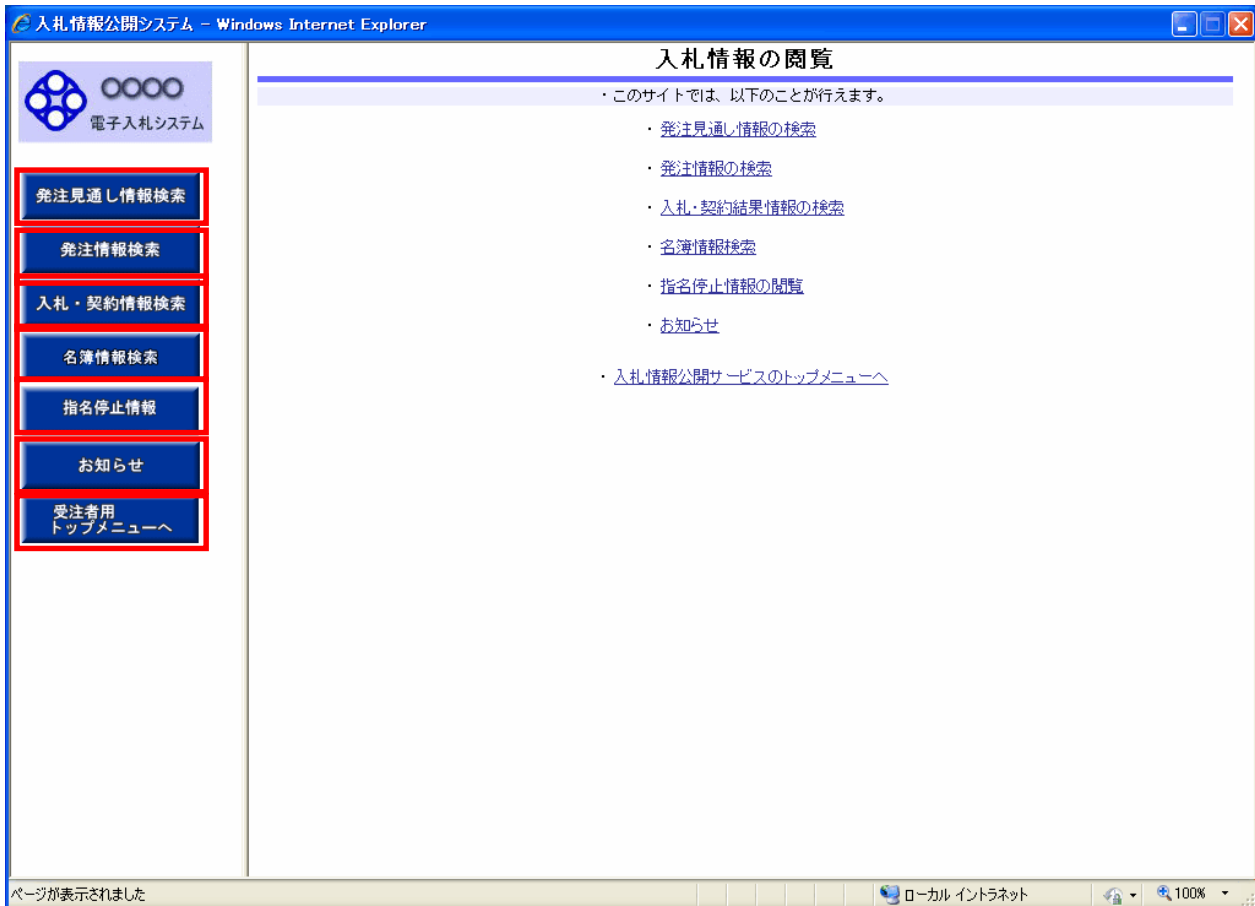 入札情報公開システム - Windows Internet Explorer
○○○○
電子入札システム
発注見通し情報検索
発注情報検索
入札・契約情報検索
名簿情報検索
指名停止情報
お知らせ
受注者用
トップメニューへ
入札情報の閲覧
・このサイトでは、以下のことが行えます。
・発注見通し情報の検索
・発注情報の検索
・入札・契約結果情報の検索
・名簿情報検索
・指名停止情報の閲覧
・お知らせ
・入札情報公開サービスのトップメニューへ
ページが表示されました
ローカル イントラネット
100%